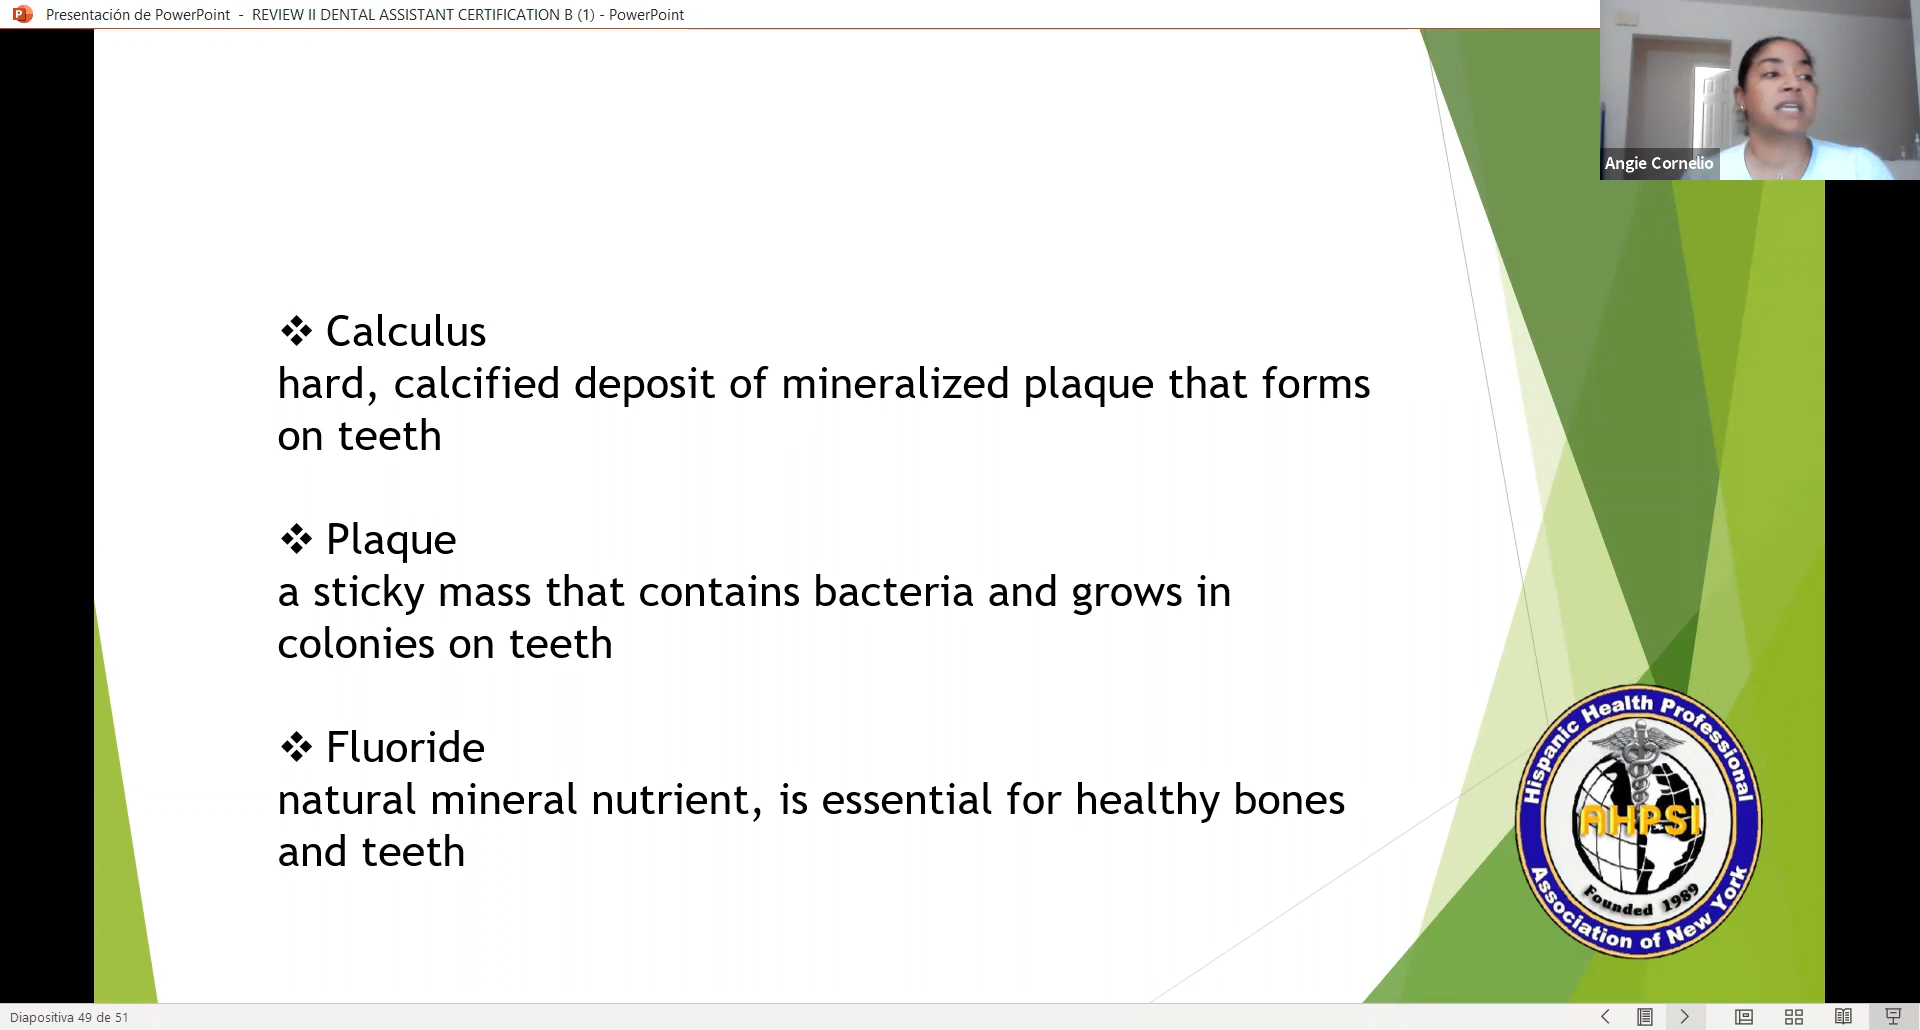 Presentación de PowerPoint - REVIEW II DENTAL ASSISTANT CERTIFICATION B (1) - PowerPoint
Angie Cornelio
❖ Calculus
hard, calcified deposit of mineralized plaque that forms
on teeth
❖ Plaque
a sticky mass that contains bacteria and grows in
colonies on teeth
❖ Fluoride
natural mineral nutrient, is essential for healthy bones
and teeth
Hispanic Health Professional
AHPSI
Founded 1989
Association of New York
Diapositiva 49 de 51